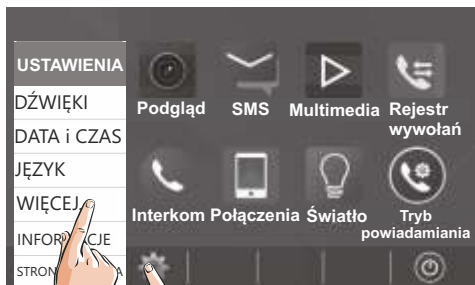 USTAWIENIA
DŹWIĘKI
DATA i CZAS
JĘZYK
WIĘCEJ
Podgląd SMS Multimedia Rejestr
wywołań
Interkom Połączenia Światło Tryb
powiadamiania